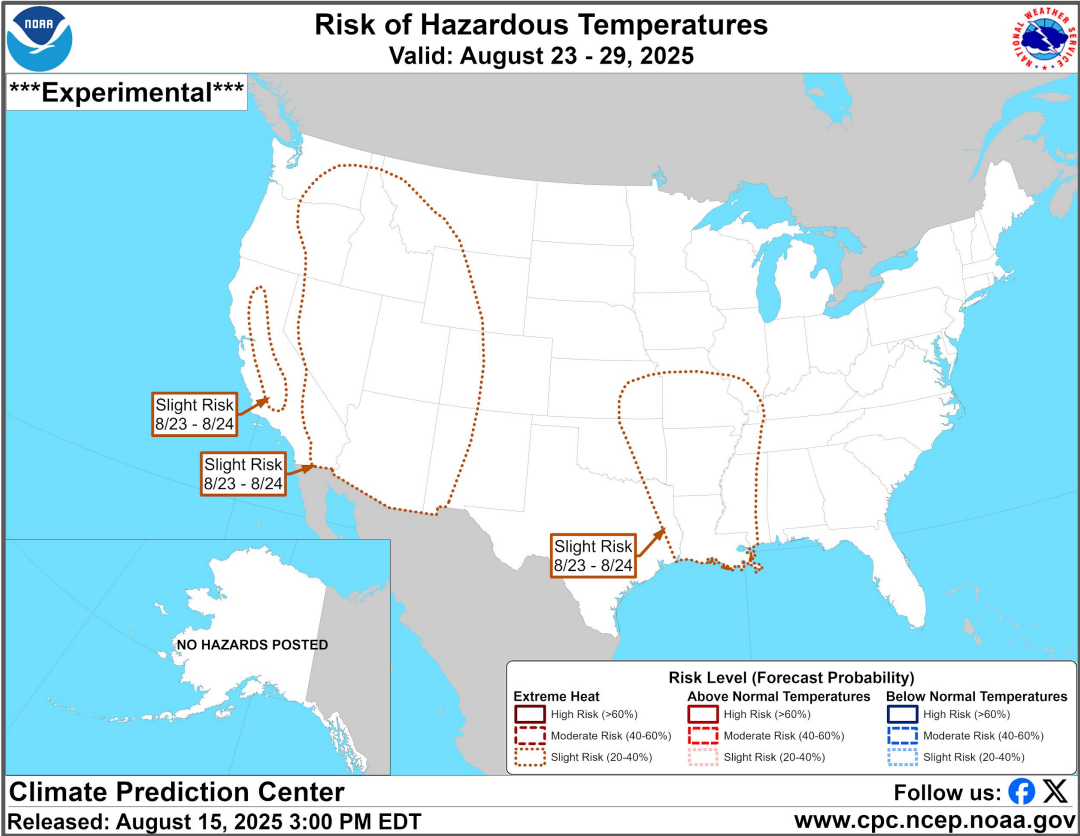 NOAA
Risk of Hazardous Temperatures
Valid: August 23 - 29, 2025
NATIONAL WEATHER SERVICE
***Experimental***
Slight Risk
8/23 - 8/24
Slight Risk
8/23 - 8/24
Slight Risk
8/23 - 8/24
NO HAZARDS POSTED
Risk Level (Forecast Probability)
Extreme Heat
High Risk (>60%)
Moderate Risk (40-60%)
Slight Risk (20-40%)
Above Normal Temperatures
High Risk (>60%)
Moderate Risk (40-60%)
Slight Risk (20-40%)
Below Normal Temperatures
High Risk (>60%)
Moderate Risk (40-60%)
Slight Risk (20-40%)
Climate Prediction Center
Follow us:
Released: August 15, 2025 3:00 PM EDT
www.cpc.ncep.noaa.gov